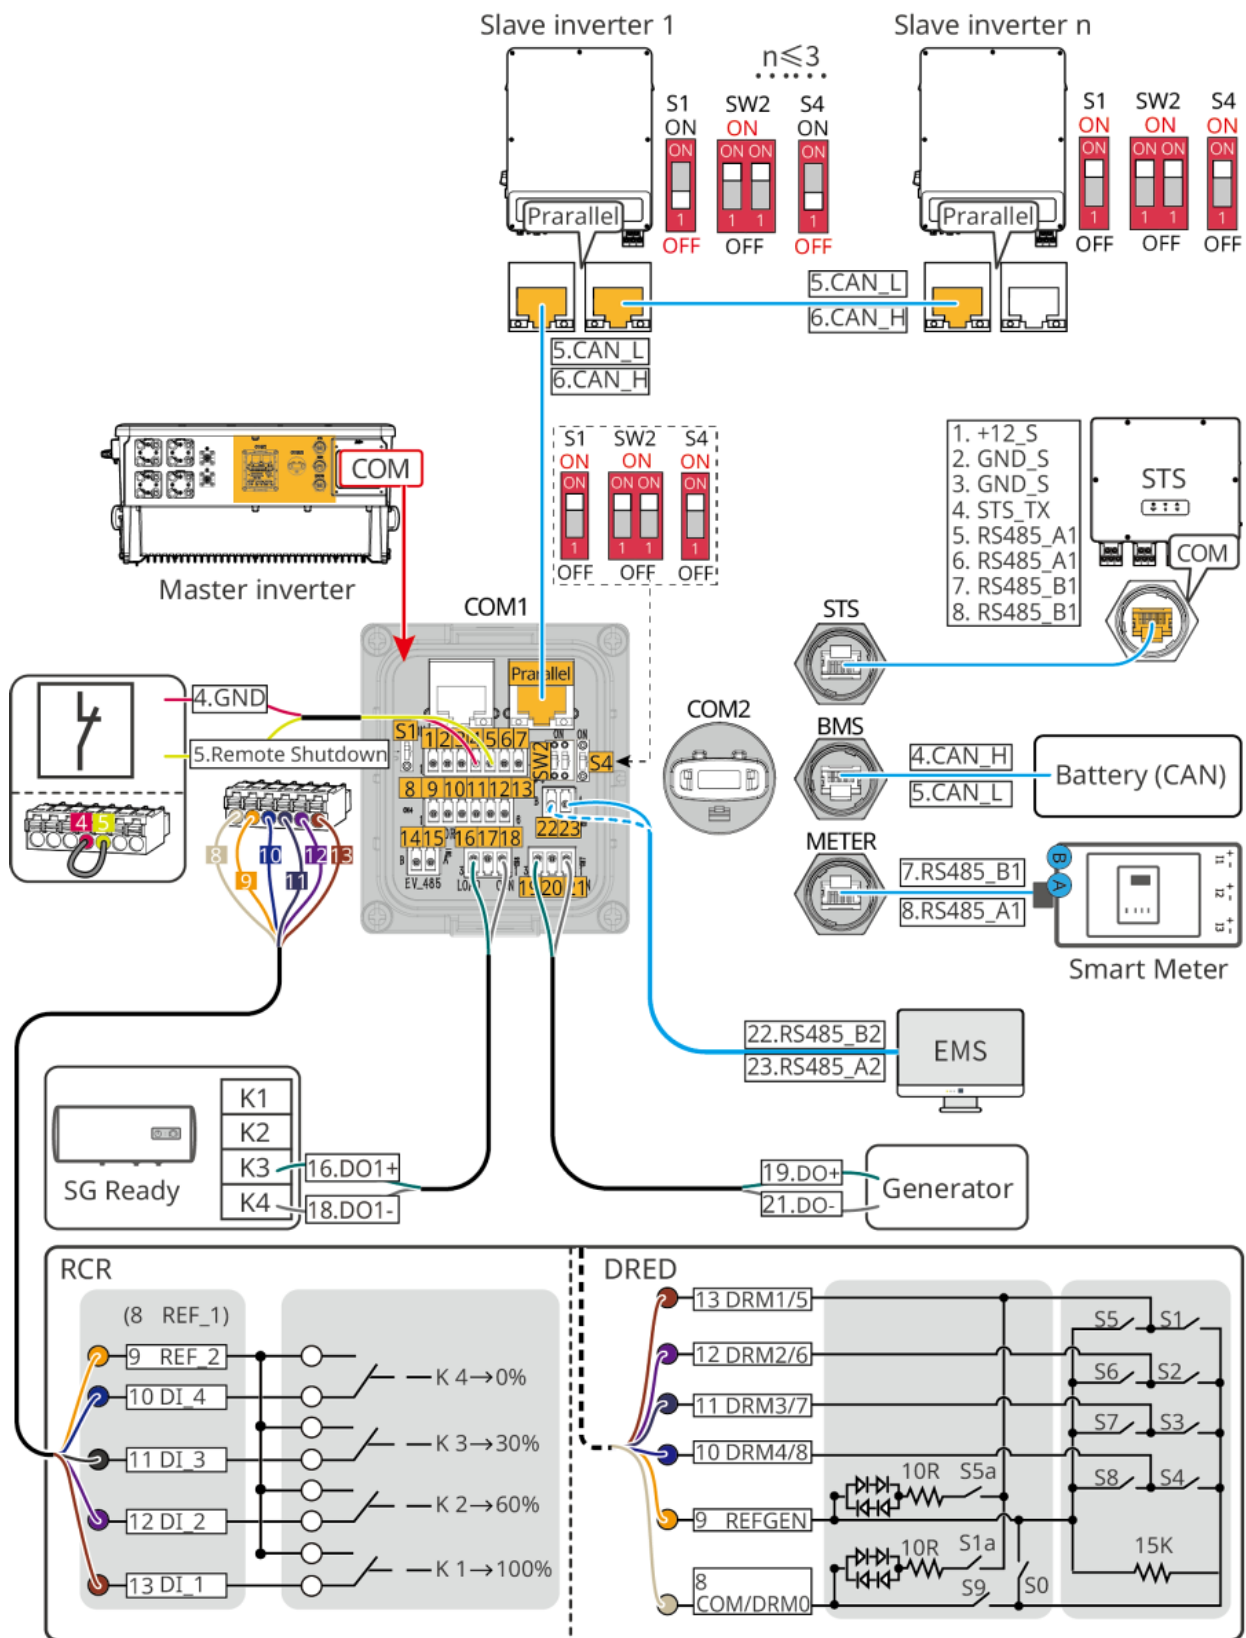 Slave inverter 1
Slave inverter n
n⩽3
S1 SW2 S4
ON ON ON
ON ON ON ON
1 1 1 1
OFF OFF OFF
S1 SW2 S4
ON ON ON
ON ON ON ON
1 1 1 1
OFF OFF OFF
Prarallel
Prarallel
5.CAN_L
6.CAN_H
5.CAN_L
6.CAN_H
COM
Master inverter
S1 SW2 S4
ON ON ON
ON ON ON ON
1 1 1 1
OFF OFF OFF
1. +12_S
2. GND_S
3. GND_S
4. STS_TX
5. RS485_A1
6. RS485_A1
7. RS485_B1
8. RS485_B1
STS
COM
COM1
Prarallel
STS
4.GND
5.Remote Shutdown
S1
1 2 3 4 5 6 7
ON ON
SW2
S4
8 9 10 11 12 13
14 15 16 17 18
22 23
B A
EV_485
19 20 21
4 5
8 9 10 11 12 13
COM2
BMS
4.CAN_H
5.CAN_L
Battery (CAN)
METER
7.RS485_B1
8.RS485_A1
B
A
I1
I2
I3
Smart Meter
22.RS485_B2
23.RS485_A2
EMS
SG Ready
K1
K2
K3
K4
16.DO1+
18.DO1-
19.DO+
21.DO-
Generator
RCR
(8 REF_1)
9 REF_2
10 DI_4
11 DI_3
12 DI_2
13 DI_1
K 4→0%
K 3→30%
K 2→60%
K 1→100%
DRED
13 DRM1/5
12 DRM2/6
11 DRM3/7
10 DRM4/8
9 REFGEN
8
COM/DRM0
10R S5a
10R S1a
S9
S0
S5 S1
S6 S2
S7 S3
S8 S4
15K